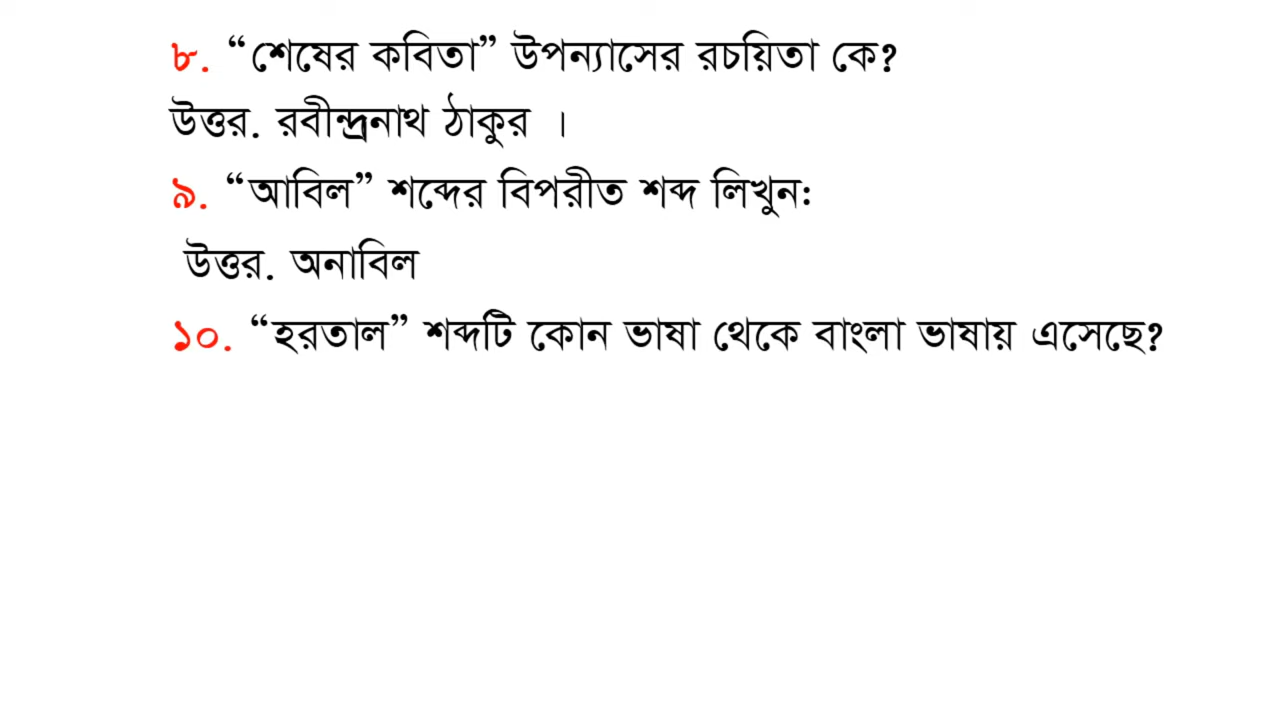 ৮. “শেষের কবিতা” উপন্যাসের রচয়িতা কে?
উত্তর. রবীন্দ্রনাথ ঠাকুর ।
৯. “আবিল” শব্দের বিপরীত শব্দ লিখুন:
উত্তর. অনাবিল
১০. “হরতাল” শব্দটি কোন ভাষা থেকে বাংলা ভাষায় এসেছে?